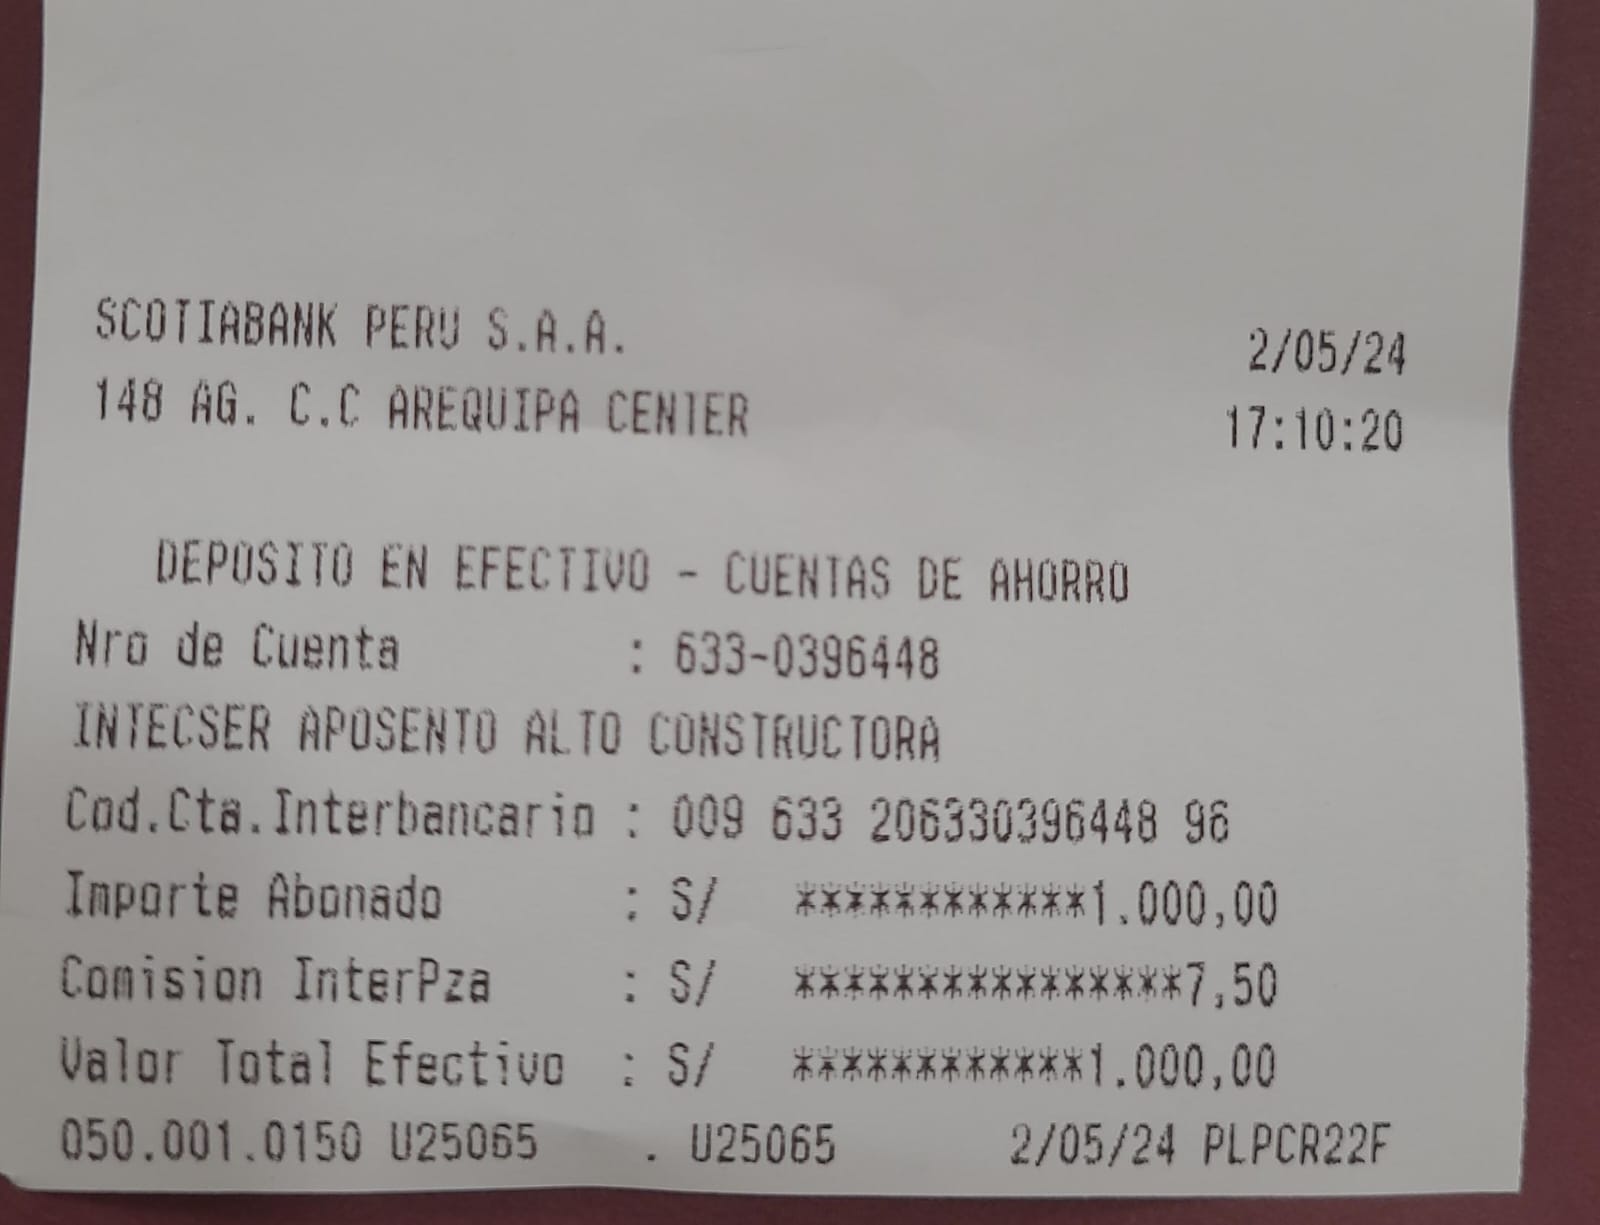 SCOTIABANK PERU S.A.A. 2/05/24
148 AG. C.C AREQUIPA CENTER 17:10:20
DEPOSITO EN EFECTIVO - CUENTAS DE AHORRO
Nro de Cuenta : 633-0396448
INTECSER APOSENTO ALTO CONSTRUCTORA
Cod.Cta.Interbancario : 009 633 206330396448 96
Importe Abonado : S/ ************1.000,00
Comision InterPza : S/ ****************7,50
Valor Total Efectivo : S/ ************1.000,00
050.001.0150 U25065 . U25065 2/05/24 PLPCR22F